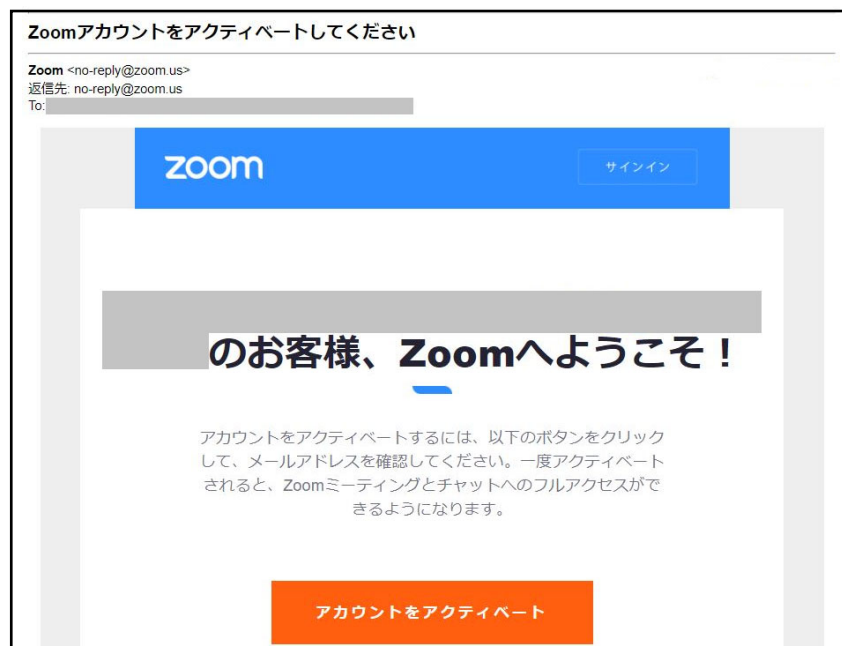 Zoomアカウントをアクティベートしてください
Zoom <no-reply@zoom.us>
返信先: no-reply@zoom.us
To:
zoom
サインイン
のお客様、Zoomへようこそ！
アカウントをアクティベートするには、以下のボタンをクリック
して、メールアドレスを確認してください。一度アクティベート
されると、Zoomミーティングとチャットへのフルアクセスがで
きるようになります。
アカウントをアクティベート